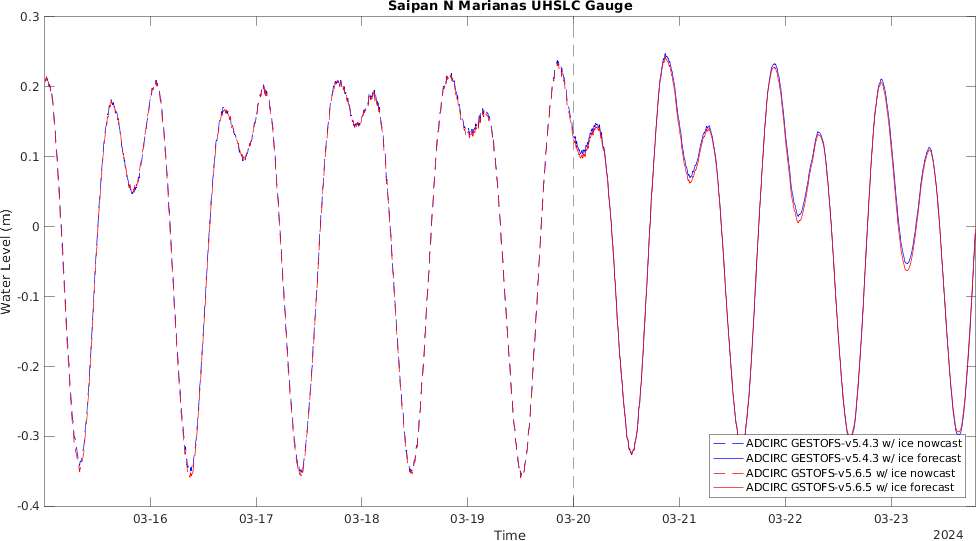 Saipan N Marianas UHSLC Gauge
0.3
0.2
0.1
0
-0.1
-0.2
-0.3
-0.4
Water Level (m)
ADCIRC GESTOFS-v5.4.3 w/ ice nowcast
ADCIRC GESTOFS-v5.4.3 w/ ice forecast
ADCIRC GSTOFS-v5.6.5 w/ ice nowcast
ADCIRC GSTOFS-v5.6.5 w/ ice forecast
03-16 03-17 03-18 03-19 03-20 03-21 03-22 03-23
Time
2024